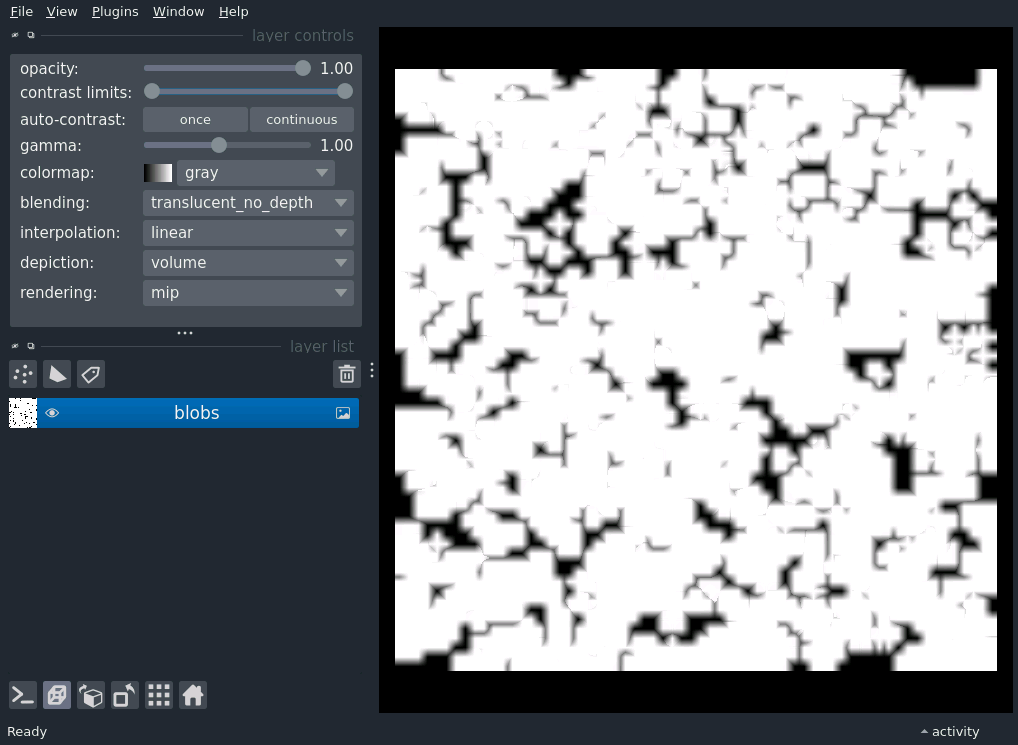 File View Plugins Window Help
layer controls
opacity: 1.00
contrast limits:
auto-contrast: once continuous
gamma: 1.00
colormap: gray
blending: translucent_no_depth
interpolation: linear
depiction: volume
rendering: mip
layer list
blobs
Ready activity